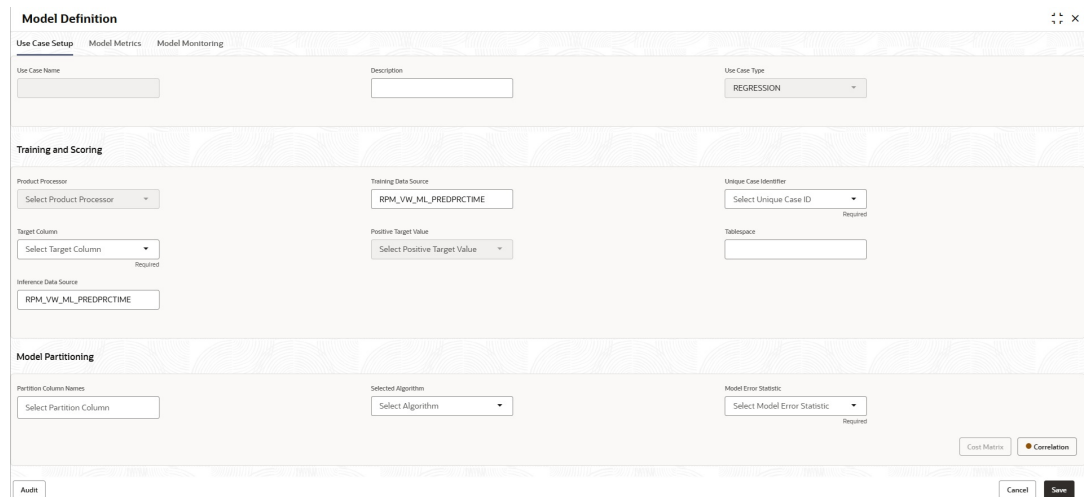 Model Definition
Use Case Setup Model Metrics Model Monitoring
Use Case Name Description Use Case Type
REGRESSION
Training and Scoring
Product Processor Training Data Source Unique Case Identifier
Select Product Processor RPM_VW_ML_PREDPRCTIME Select Unique Case ID
Required
Target Column Positive Target Value Tablespace
Select Target Column Select Positive Target Value
Required
Inference Data Source
RPM_VW_ML_PREDPRCTIME
Model Partitioning
Partition Column Names Selected Algorithm Model Error Statistic
Select Partition Column Select Algorithm Select Model Error Statistic
Required
Cost Matrix Correlation
Audit Cancel Save